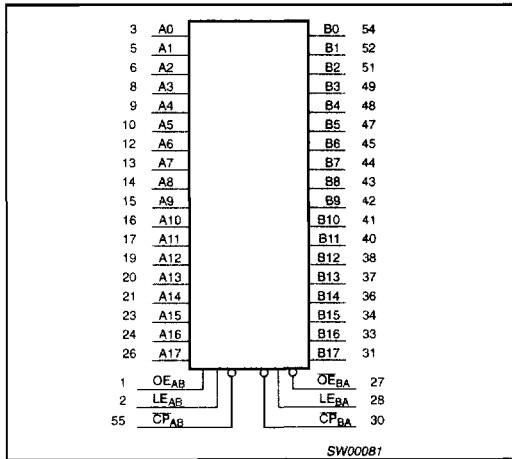 3 A0 B0 54
5 A1 B1 52
6 A2 B2 51
8 A3 B3 49
9 A4 B4 48
10 A5 B5 47
12 A6 B6 45
13 A7 B7 44
14 A8 B8 43
15 A9 B9 42
16 A10 B10 41
17 A11 B11 40
19 A12 B12 38
20 A13 B13 37
21 A14 B14 36
23 A15 B15 34
24 A16 B16 33
26 A17 B17 31
1 OEAB O̅E̅BA 27
2 LEAB LEBA 28
55 C̅P̅AB C̅P̅BA 30
SW00081